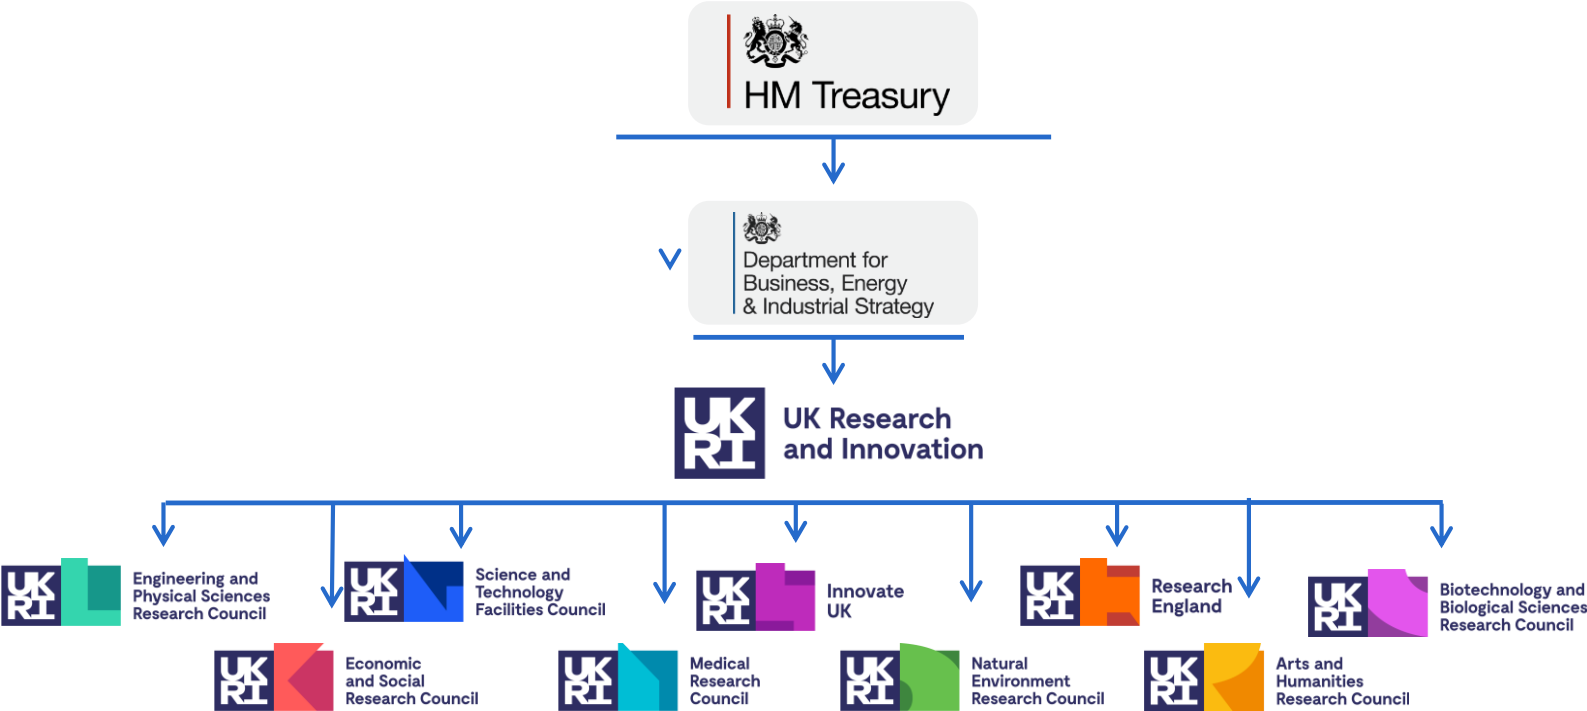 HM Treasury
Department for
Business, Energy
& Industrial Strategy
UK
RI
UK Research
and Innovation
UK
RI
Engineering and
Physical Sciences
Research Council
UK
RI
Science and
Technology
Facilities Council
UK
RI
Innovate
UK
UK
RI
Research
England
UK
RI
Biotechnology and
Biological Sciences
Research Council
UK
RI
Economic
and Social
Research Council
UK
RI
Medical
Research
Council
UK
RI
Natural
Environment
Research Council
UK
RI
Arts and
Humanities
Research Council